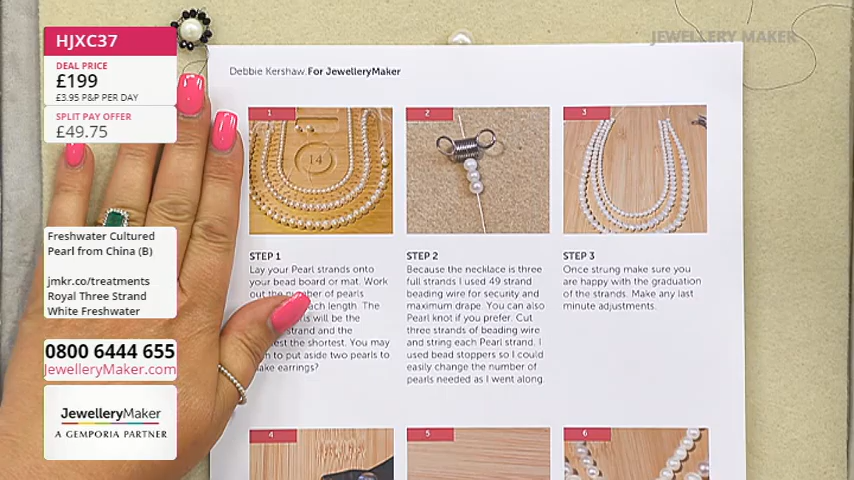 HJXC37
DEAL PRICE
£199
£3.95 P&P PER DAY
SPLIT PAY OFFER
£49.75
Freshwater Cultured
Pearl from China (B)
jmkr.co/treatments
Royal Three Strand
White Freshwater
0800 6444 655
JewelleryMaker.com
JewelleryMaker
A GEMPORIA PARTNER
JEWELLERY MAKER
Debbie Kershaw. For JewelleryMaker
1
14
2
3
STEP 1
Lay your Pearl strands onto
your bead board or mat. Work
out the number of pearls
each length. The
will be the
strand and the
the shortest. You may
to put aside two pearls to
make earrings?
STEP 2
Because the necklace is three
full strands I used 49 strand
beading wire for security and
maximum drape. You can also
Pearl knot if you prefer. Cut
three strands of beading wire
and string each Pearl strand. I
used bead stoppers so I could
easily change the number of
pearls needed as I went along.
STEP 3
Once strung make sure you
are happy with the graduation
of the strands. Make any last
minute adjustments.
4
5
6